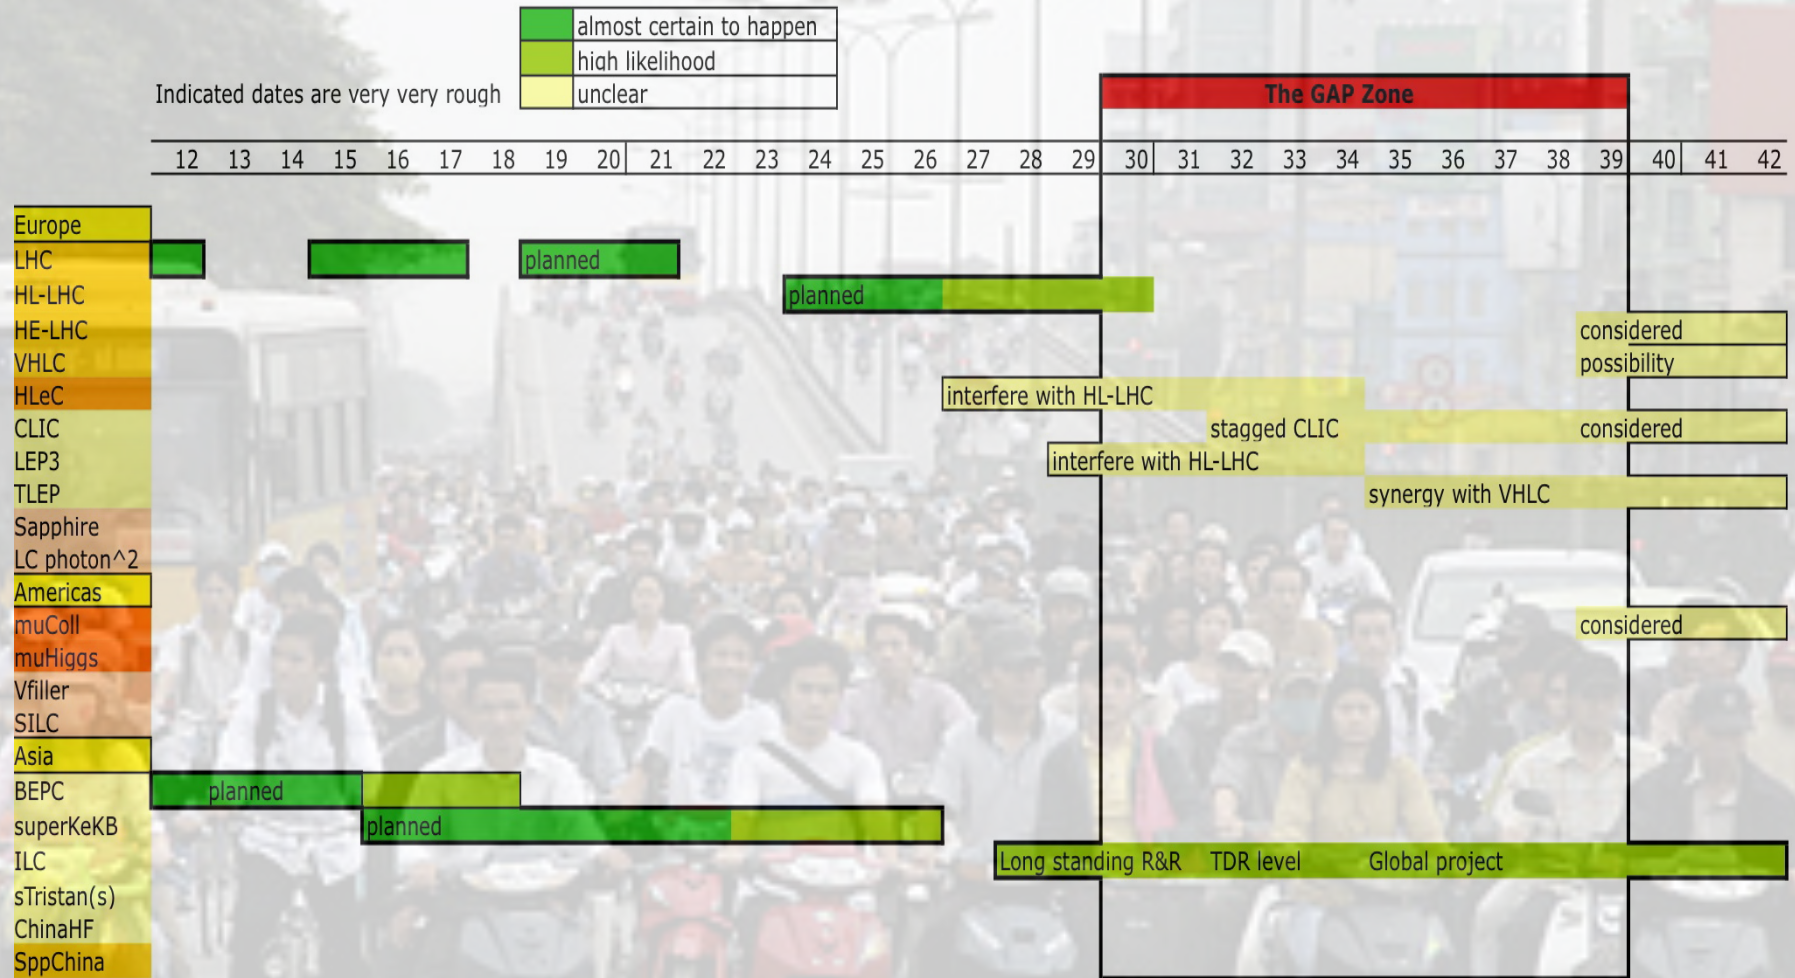 almost certain to happen
high likelihood
Indicated dates are very very rough
unclear
The GAP Zone
12 13 14 15 16 17 18 19 20 21 22 23 24 25 26 27 28 29 30 31 32 33 34 35 36 37 38 39 40 41 42
Europe
LHC planned
HL-LHC planned
HE-LHC considered
VHLC possibility
HLeC interfere with HL-LHC
CLIC stagged CLIC considered
LEP3 interfere with HL-LHC
TLEP synergy with VHLC
Sapphire
LC photon^2
Americas
muColl considered
muHiggs
Vfiller
SILC
Asia
BEPC planned
superKeKB planned
ILC Long standing R&R TDR level Global project
sTristan(s)
ChinaHF
SppChina